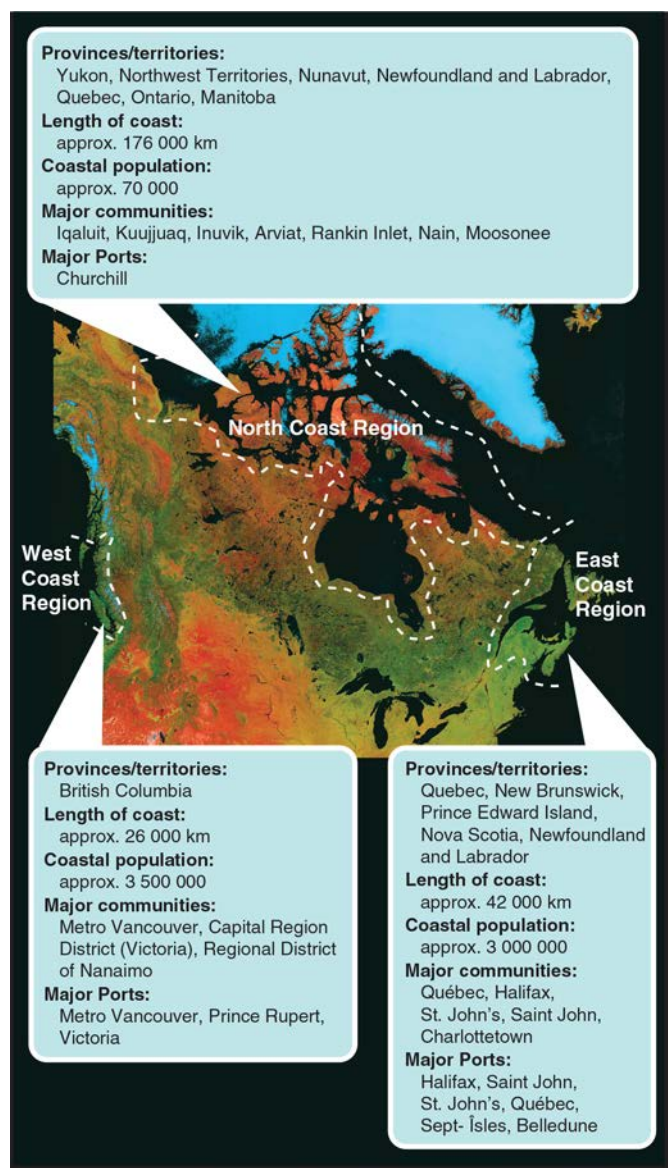 Provinces/territories:
Yukon, Northwest Territories, Nunavut, Newfoundland and Labrador,
Quebec, Ontario, Manitoba
Length of coast:
approx. 176 000 km
Coastal population:
approx. 70 000
Major communities:
Iqaluit, Kuujjuaq, Inuvik, Arviat, Rankin Inlet, Nain, Moosonee
Major Ports:
Churchill
North Coast Region
West
Coast
Region
East
Coast
Region
Provinces/territories:
British Columbia
Length of coast:
approx. 26 000 km
Coastal population:
approx. 3 500 000
Major communities:
Metro Vancouver, Capital Region
District (Victoria), Regional District
of Nanaimo
Major Ports:
Metro Vancouver, Prince Rupert,
Victoria
Provinces/territories:
Quebec, New Brunswick,
Prince Edward Island,
Nova Scotia, Newfoundland
and Labrador
Length of coast:
approx. 42 000 km
Coastal population:
approx. 3 000 000
Major communities:
Québec, Halifax,
St. John's, Saint John,
Charlottetown
Major Ports:
Halifax, Saint John,
St. John's, Québec,
Sept- Îsles, Belledune